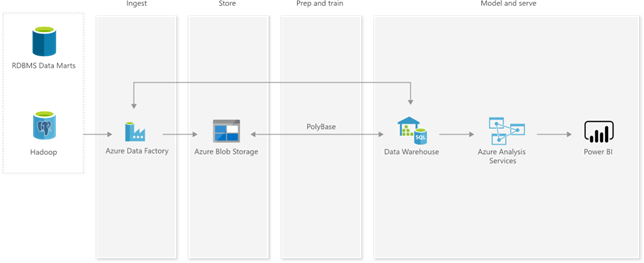 Ingest
Store
Prep and train
Model and serve
RDBMS Data Marts
Hadoop
Azure Data Factory
Azure Blob Storage
PolyBase
SQL
Data Warehouse
Azure Analysis
Services
Power BI